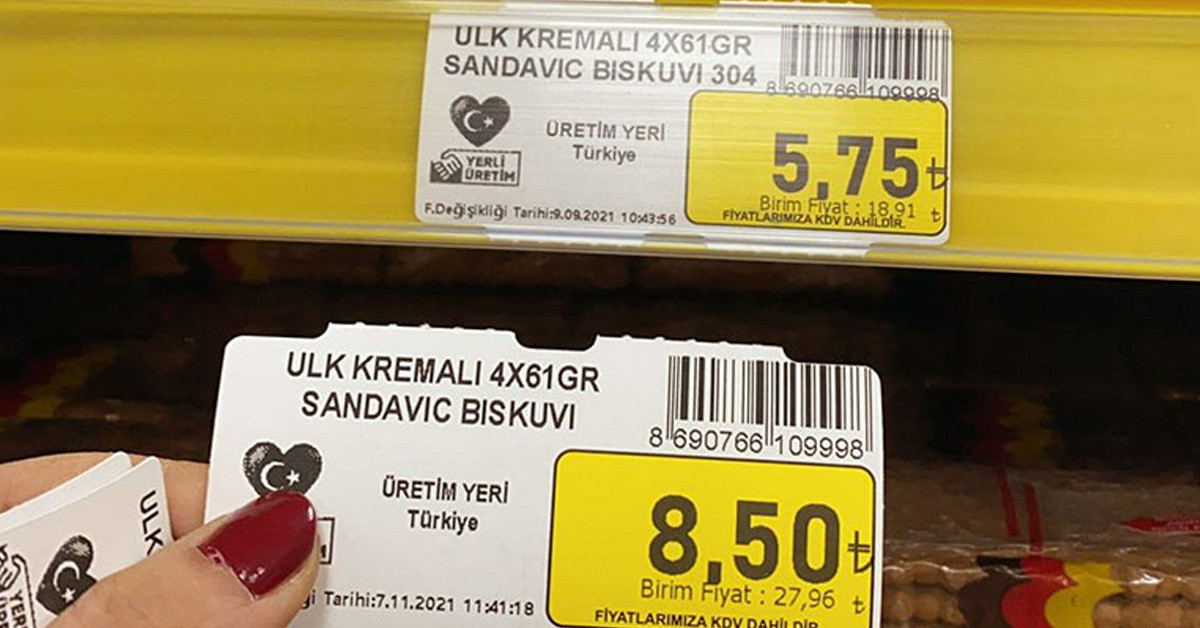 ULK KREMALI 4X61GR
SANDAVIC BISKUVI 304
8 690766 109998
ÜRETİM YERİ
Türkiye
YERLİ
ÜRETİM
5,75 ₺
Birim Fiyat : 18,91 ₺
FİYATLARIMIZA KDV DAHİLDİR.
F.Değişikliği Tarihi:9.09.2021 10:43:56
ULK KREMALI 4X61GR
SANDAVIC BISKUVI
8 690766 109998
ÜRETİM YERİ
Türkiye
8,50 ₺
Birim Fiyat : 27,96 ₺
FİYATLARIMIZA KDV DAHİLDİR
Tarihi:7.11.2021 11:41:18
ULK